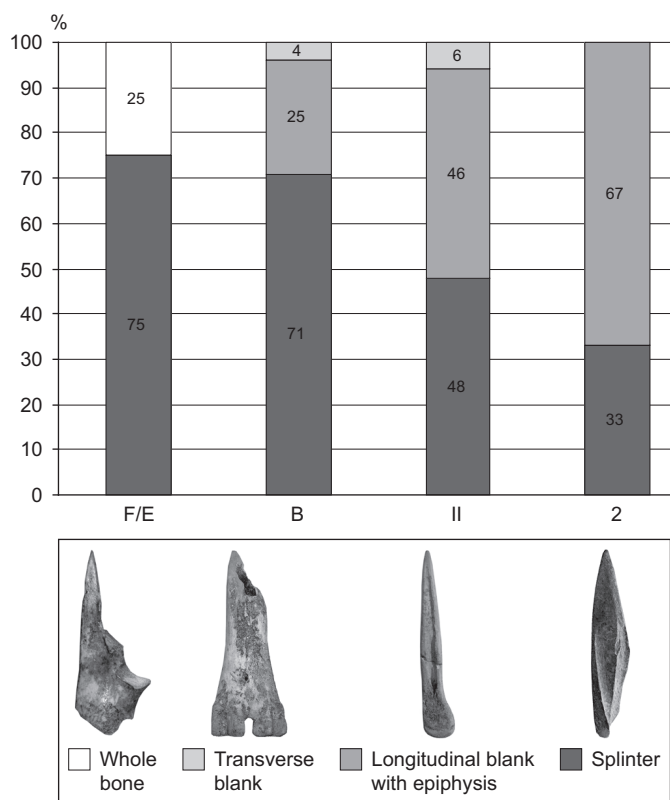 %
100
90
80
70
60
50
40
30
20
10
0
25
75
4
25
71
6
46
48
67
33
F/E B II 2
Whole
bone
Transverse
blank
Longitudinal blank
with epiphysis
Splinter